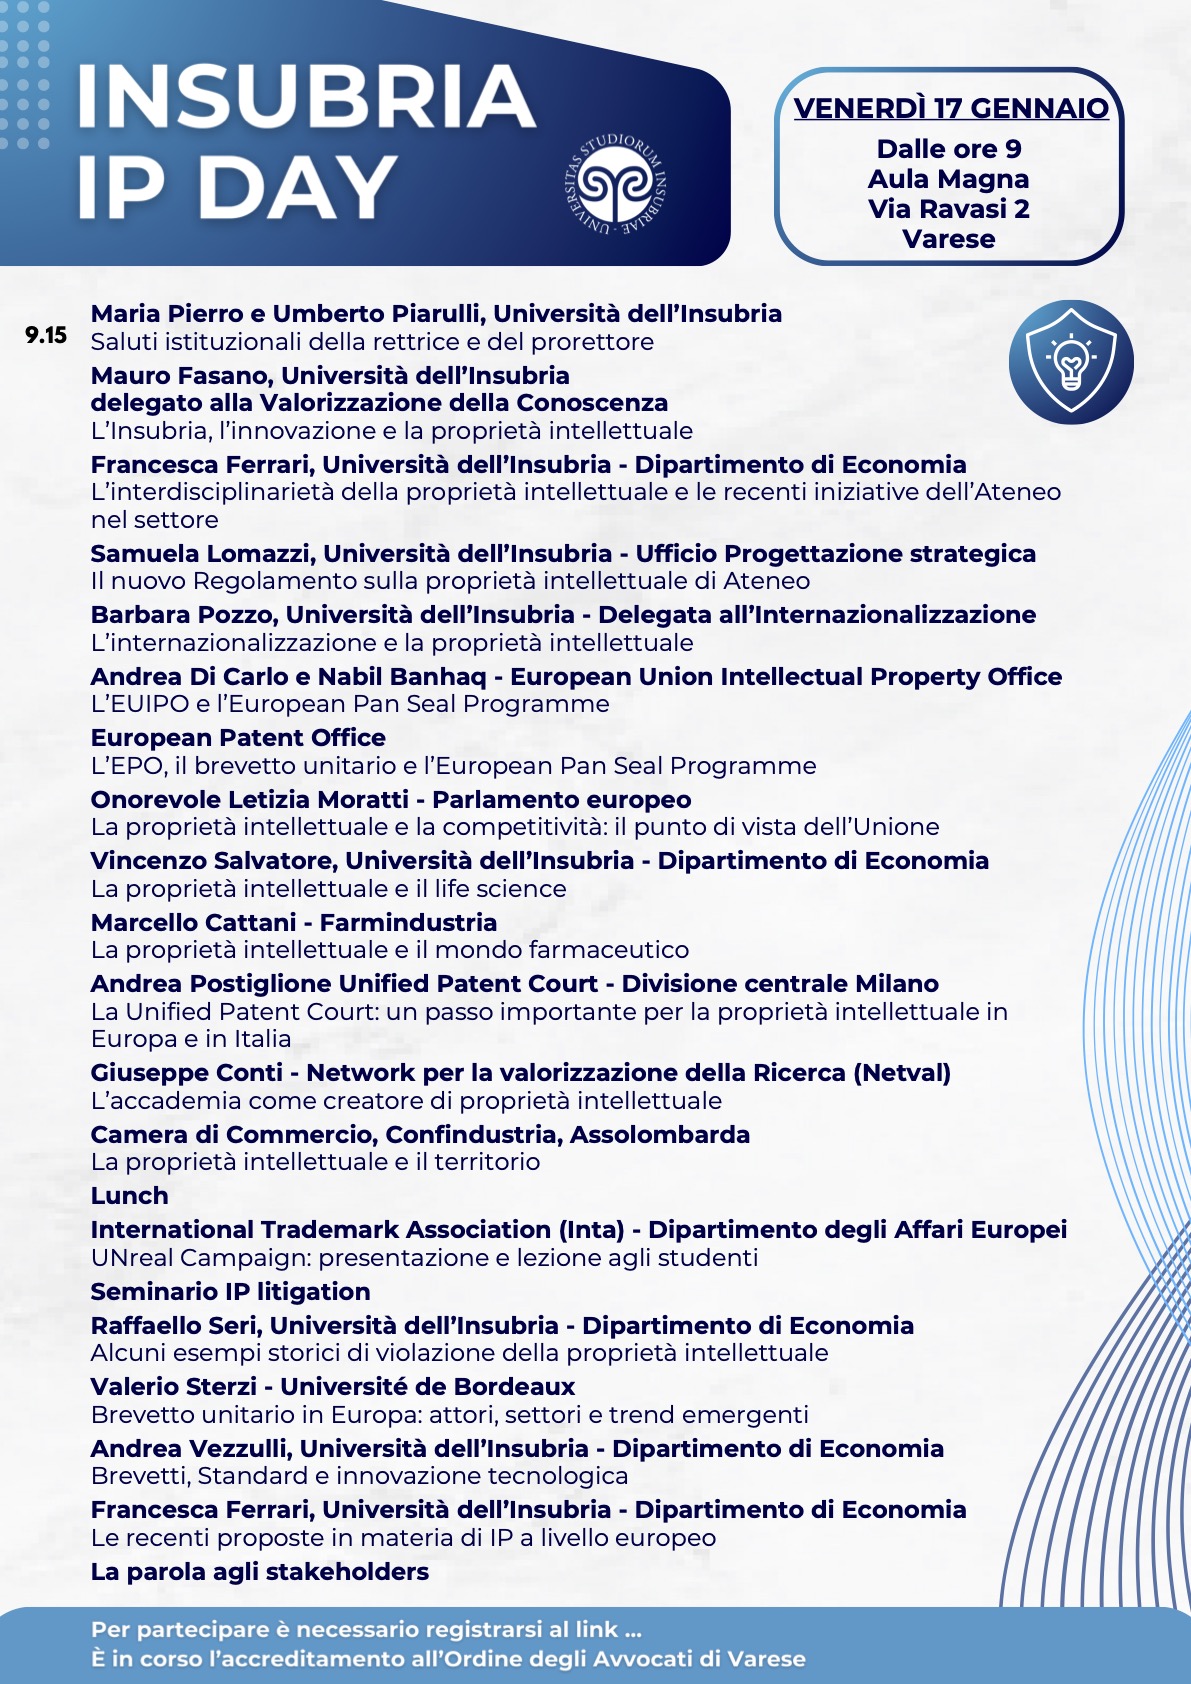 INSUBRIA
IP DAY
UNIVERSITAS STUDIORUM INSUBRIAE
VENERDÌ 17 GENNAIO
Dalle ore 9
Aula Magna
Via Ravasi 2
Varese
9.15
Maria Pierro e Umberto Piarulli, Università dell’Insubria
Saluti istituzionali della rettrice e del prorettore
Mauro Fasano, Università dell’Insubria
delegato alla Valorizzazione della Conoscenza
L’Insubria, l’innovazione e la proprietà intellettuale
Francesca Ferrari, Università dell’Insubria - Dipartimento di Economia
L’interdisciplinarietà della proprietà intellettuale e le recenti iniziative dell’Ateneo
nel settore
Samuela Lomazzi, Università dell’Insubria - Ufficio Progettazione strategica
Il nuovo Regolamento sulla proprietà intellettuale di Ateneo
Barbara Pozzo, Università dell’Insubria - Delegata all’Internazionalizzazione
L’internazionalizzazione e la proprietà intellettuale
Andrea Di Carlo e Nabil Banhaq - European Union Intellectual Property Office
L’EUIPO e l’European Pan Seal Programme
European Patent Office
L’EPO, il brevetto unitario e l’European Pan Seal Programme
Onorevole Letizia Moratti - Parlamento europeo
La proprietà intellettuale e la competitività: il punto di vista dell’Unione
Vincenzo Salvatore, Università dell’Insubria - Dipartimento di Economia
La proprietà intellettuale e il life science
Marcello Cattani - Farmindustria
La proprietà intellettuale e il mondo farmaceutico
Andrea Postiglione Unified Patent Court - Divisione centrale Milano
La Unified Patent Court: un passo importante per la proprietà intellettuale in
Europa e in Italia
Giuseppe Conti - Network per la valorizzazione della Ricerca (Netval)
L’accademia come creatore di proprietà intellettuale
Camera di Commercio, Confindustria, Assolombarda
La proprietà intellettuale e il territorio
Lunch
International Trademark Association (Inta) - Dipartimento degli Affari Europei
UNreal Campaign: presentazione e lezione agli studenti
Seminario IP litigation
Raffaello Seri, Università dell’Insubria - Dipartimento di Economia
Alcuni esempi storici di violazione della proprietà intellettuale
Valerio Sterzi - Université de Bordeaux
Brevetto unitario in Europa: attori, settori e trend emergenti
Andrea Vezzulli, Università dell’Insubria - Dipartimento di Economia
Brevetti, Standard e innovazione tecnologica
Francesca Ferrari, Università dell’Insubria - Dipartimento di Economia
Le recenti proposte in materia di IP a livello europeo
La parola agli stakeholders
Per partecipare è necessario registrarsi al link ...
È in corso l’accreditamento all’Ordine degli Avvocati di Varese